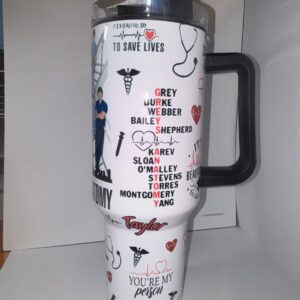 IT'S A BEAUTIFUL DAY
TO SAVE LIVES
GREY
BURKE
WEBBER
BAILEY
SHEPHERD
KAREV
SLOAN
O'MALLEY
STEVENS
TORRES
MONTGOMERY
YANG
TOMY
Taylor
YOU'RE MY
person